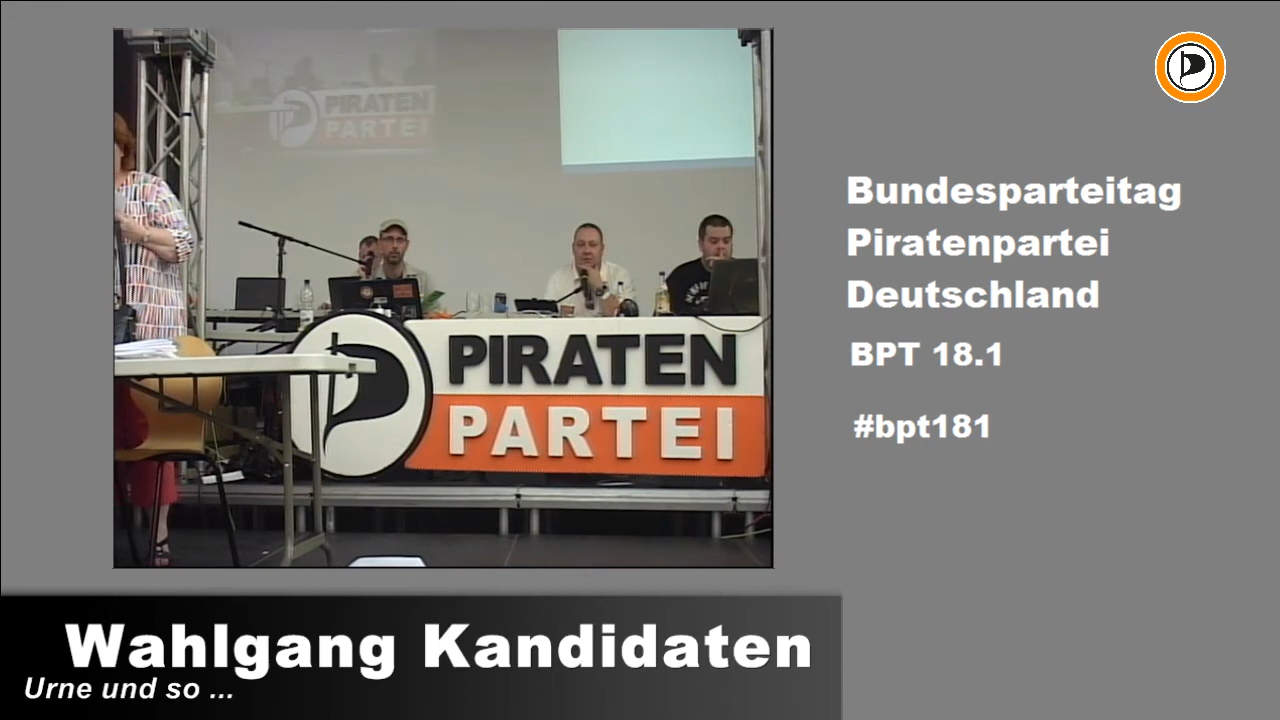 PIRATEN
PARTEI
PIRATEN
PARTEI
Bundesparteitag
Piratenpartei
Deutschland
BPT 18.1
#bpt181
Wahlgang Kandidaten
Urne und so ...